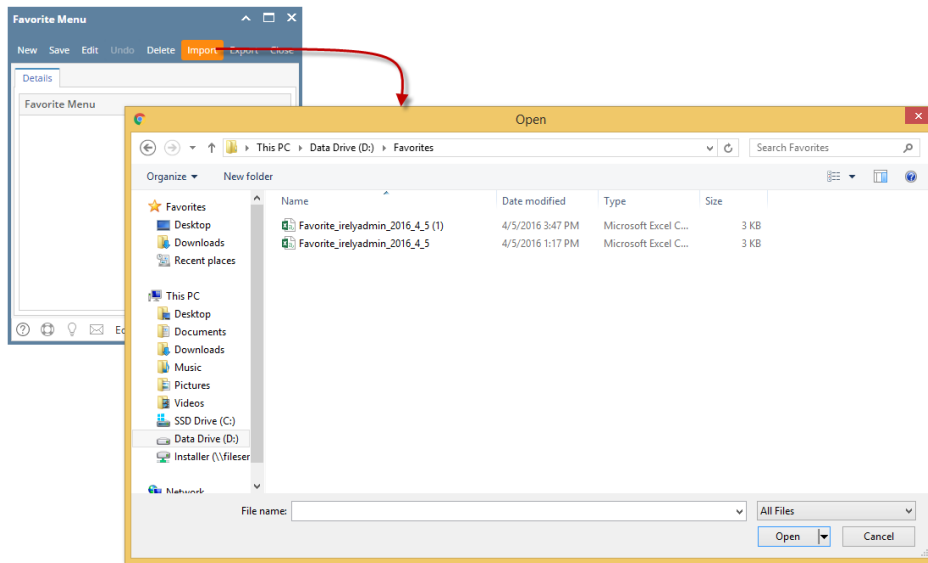 Favorite Menu
New Save Edit Undo Delete Import Export Close
Details
Favorite Menu
Open
This PC Data Drive (D:) Favorites
Search Favorites
Organize New folder
Name Date modified Type Size
Favorite_irelyadmin_2016_4_5 (1) 4/5/2016 3:47 PM Microsoft Excel C... 3 KB
Favorite_irelyadmin_2016_4_5 4/5/2016 1:17 PM Microsoft Excel C... 3 KB
Favorites
Desktop
Downloads
Recent places
This PC
Desktop
Documents
Downloads
Music
Pictures
Videos
SSD Drive (C:)
Data Drive (D:)
Installer (\\fileser
Network
File name:
All Files
Open Cancel